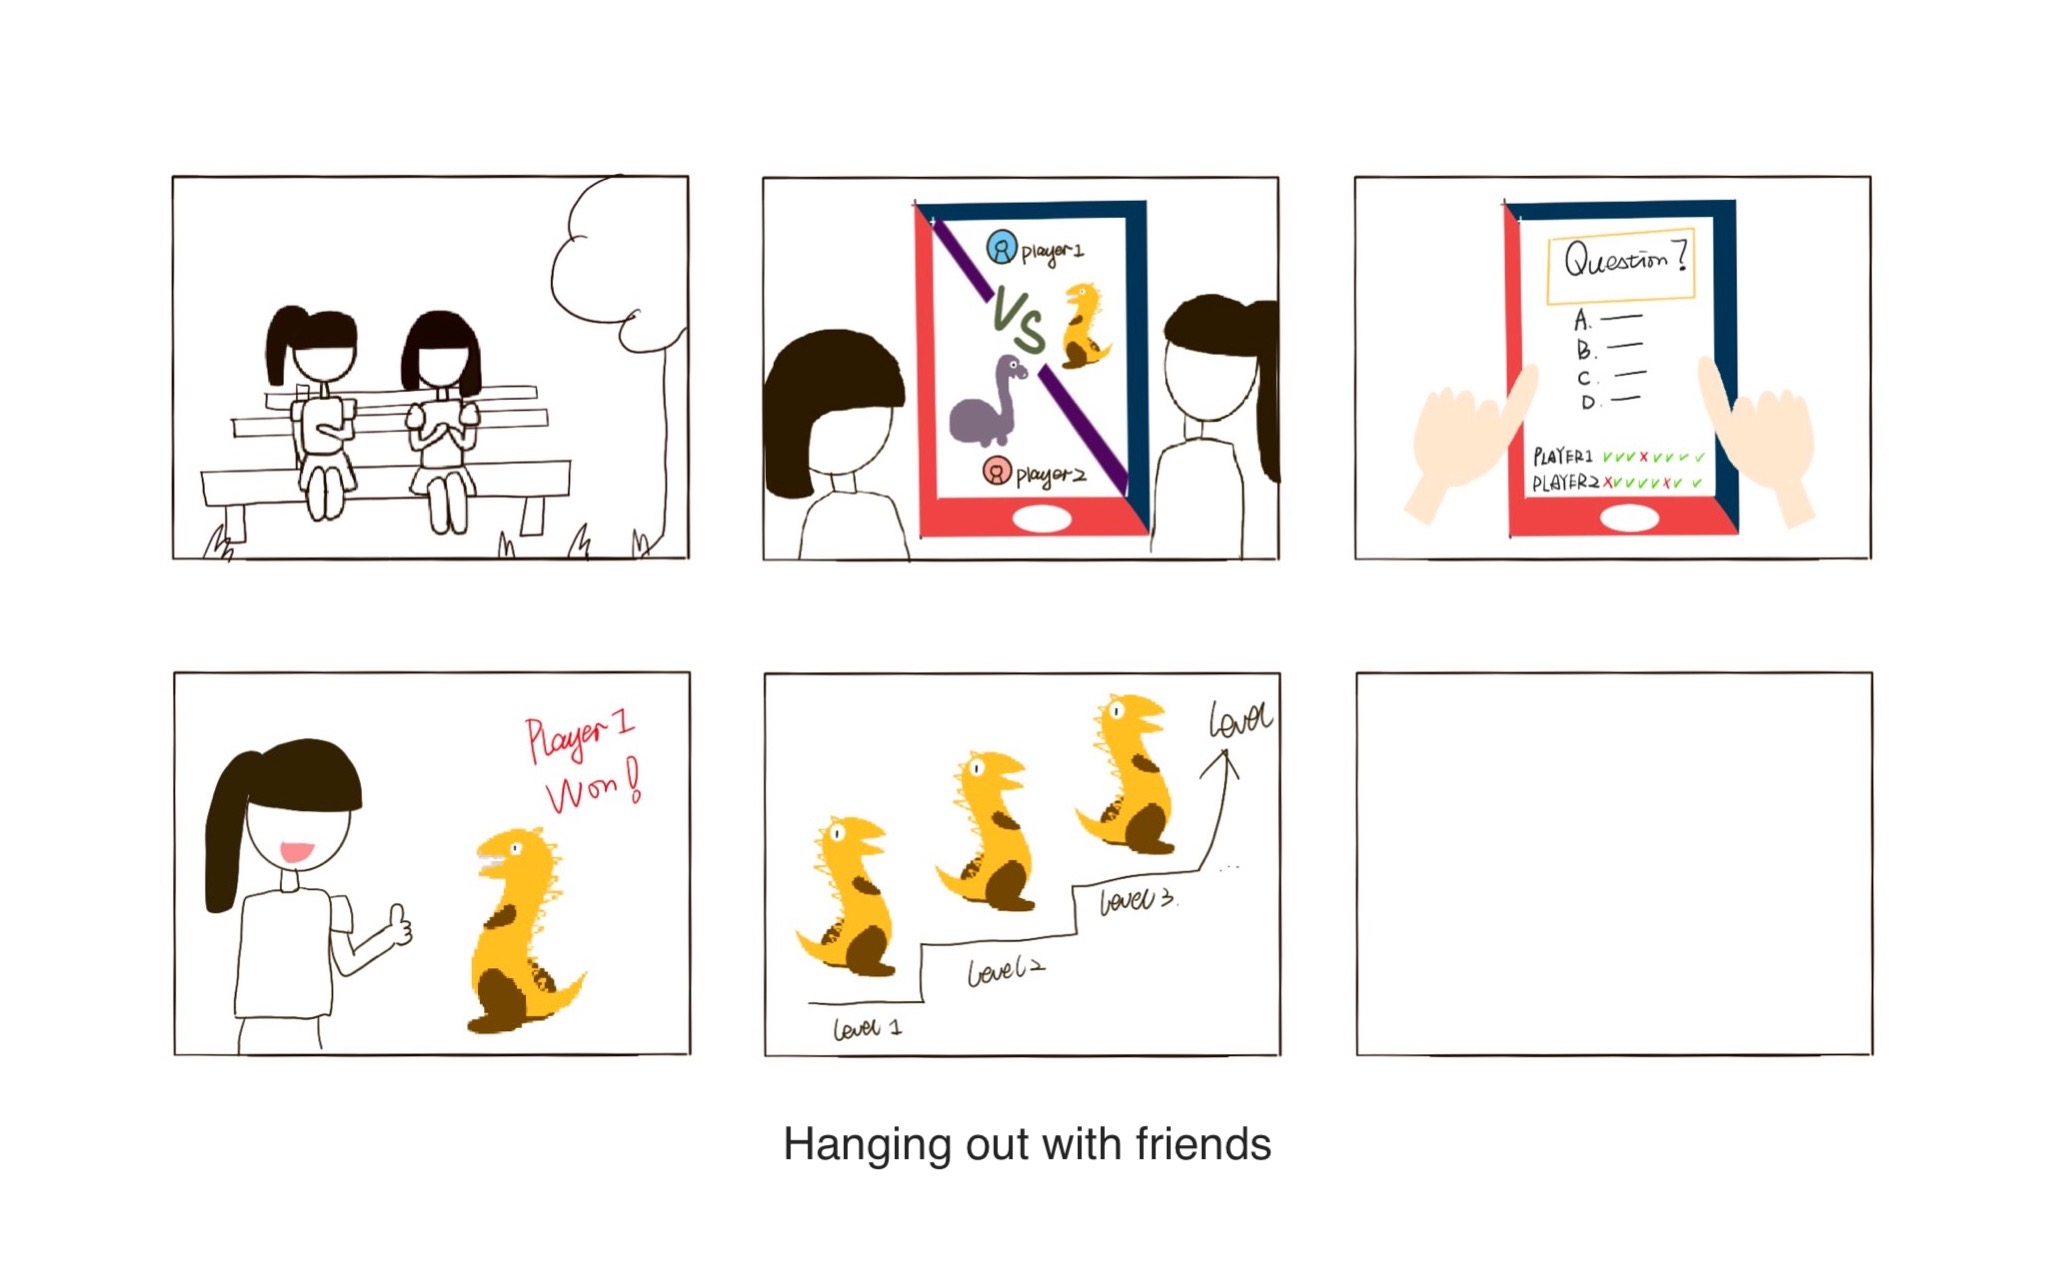 player1
VS
player2
Question?
A.
B.
C.
D.
PLAYER1 ✓✓✓x✓✓✓✓
PLAYER2 x✓✓✓✓x✓✓
Player 1
Won!
Level
Level 3.
Level 2
Level 1
Hanging out with friends